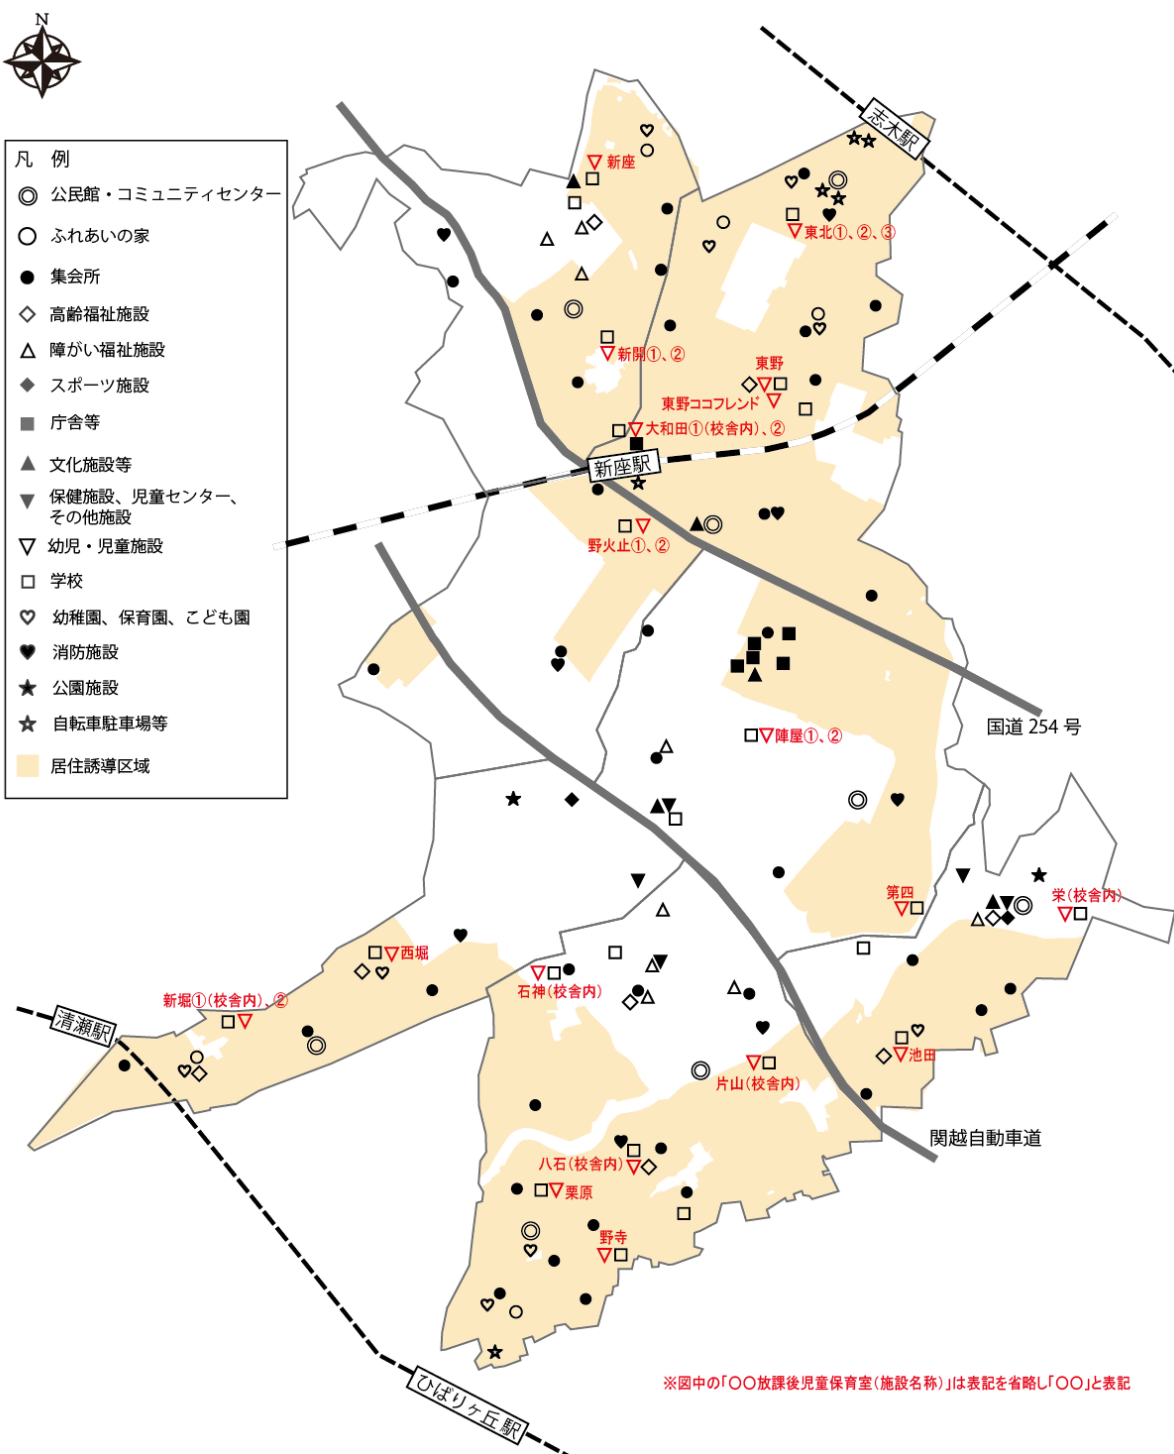 N
凡 例
公民館・コミュニティセンター
ふれあいの家
集会所
高齢福祉施設
障がい福祉施設
スポーツ施設
庁舎等
文化施設等
保健施設、児童センター、
その他施設
幼児・児童施設
学校
幼稚園、保育園、こども園
消防施設
公園施設
自転車駐車場等
居住誘導区域
志木駅
新座
東北①、②、③
新開①、②
東野
東野ココフレンド
大和田①(校舎内)、②
新座駅
野火止①、②
国道 254 号
陣屋①、②
第四
栄(校舎内)
西堀
石神(校舎内)
新堀①(校舎内)、②
清瀬駅
池田
片山(校舎内)
関越自動車道
八石(校舎内)
栗原
野寺
ひばりヶ丘駅
※図中の「〇〇放課後児童保育室(施設名称)」は表記を省略し「〇〇」と表記